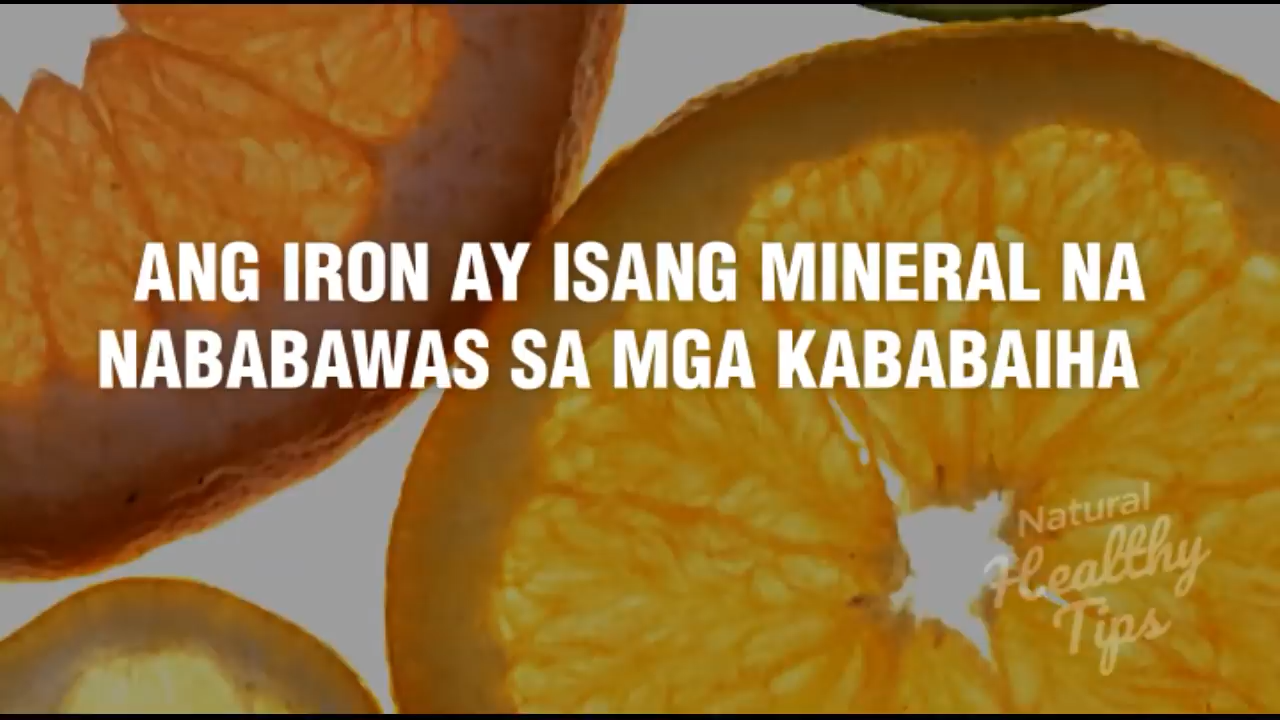 ANG IRON AY ISANG MINERAL NA
NABABAWAS SA MGA KABABAIHA
Natural
Healthy
Tips